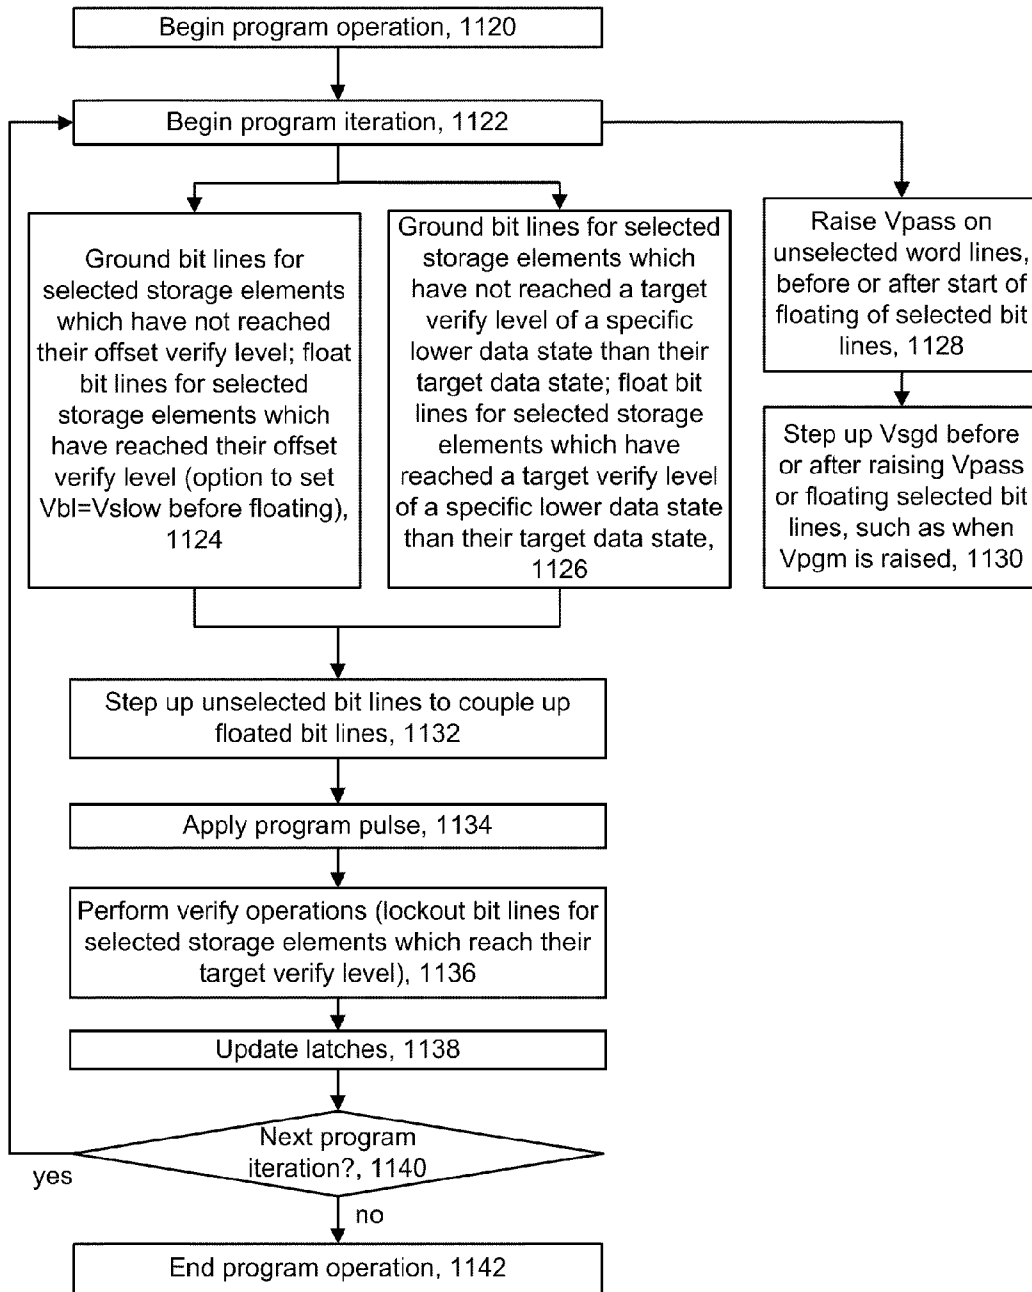 Begin program operation, 1120
Begin program iteration, 1122
Ground bit lines for
selected storage elements
which have not reached
their offset verify level; float
bit lines for selected
storage elements which
have reached their offset
verify level (option to set
Vbl=Vslow before floating),
1124
Ground bit lines for selected
storage elements which
have not reached a target
verify level of a specific
lower data state than their
target data state; float bit
lines for selected storage
elements which have
reached a target verify level
of a specific lower data state
than their target data state,
1126
Raise Vpass on
unselected word lines,
before or after start of
floating of selected bit
lines, 1128
Step up Vsgd before
or after raising Vpass
or floating selected bit
lines, such as when
Vpgm is raised, 1130
Step up unselected bit lines to couple up
floated bit lines, 1132
Apply program pulse, 1134
Perform verify operations (lockout bit lines for
selected storage elements which reach their
target verify level), 1136
Update latches, 1138
Next program
iteration?, 1140
yes
no
End program operation, 1142